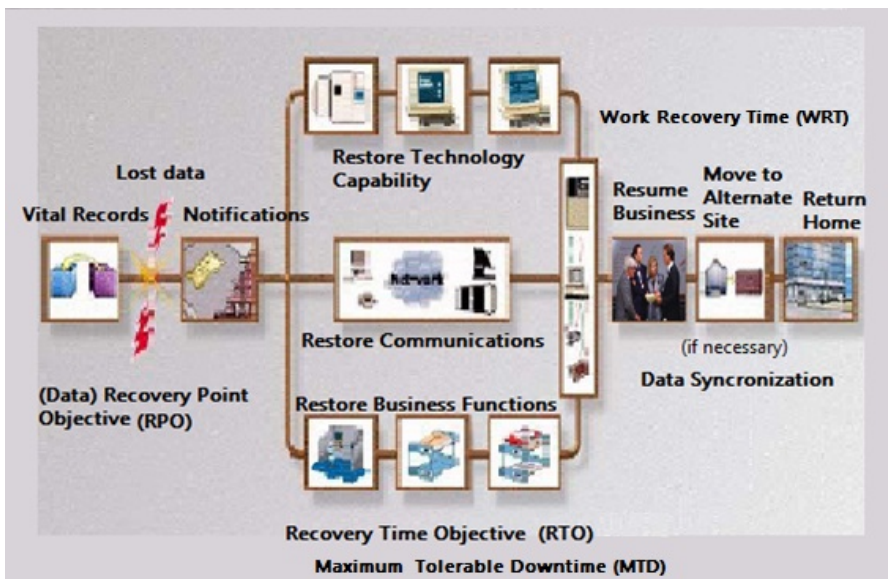 Work Recovery Time (WRT)
Restore Technology
Capability
Lost data
Move to
Alternate
Site
Resume
Business
Return
Home
Vital Records
Notifications
Restore Communications
(if necessary)
Data Syncronization
(Data) Recovery Point
Objective (RPO)
Restore Business Functions
Recovery Time Objective (RTO)
Maximum Tolerable Downtime (MTD)